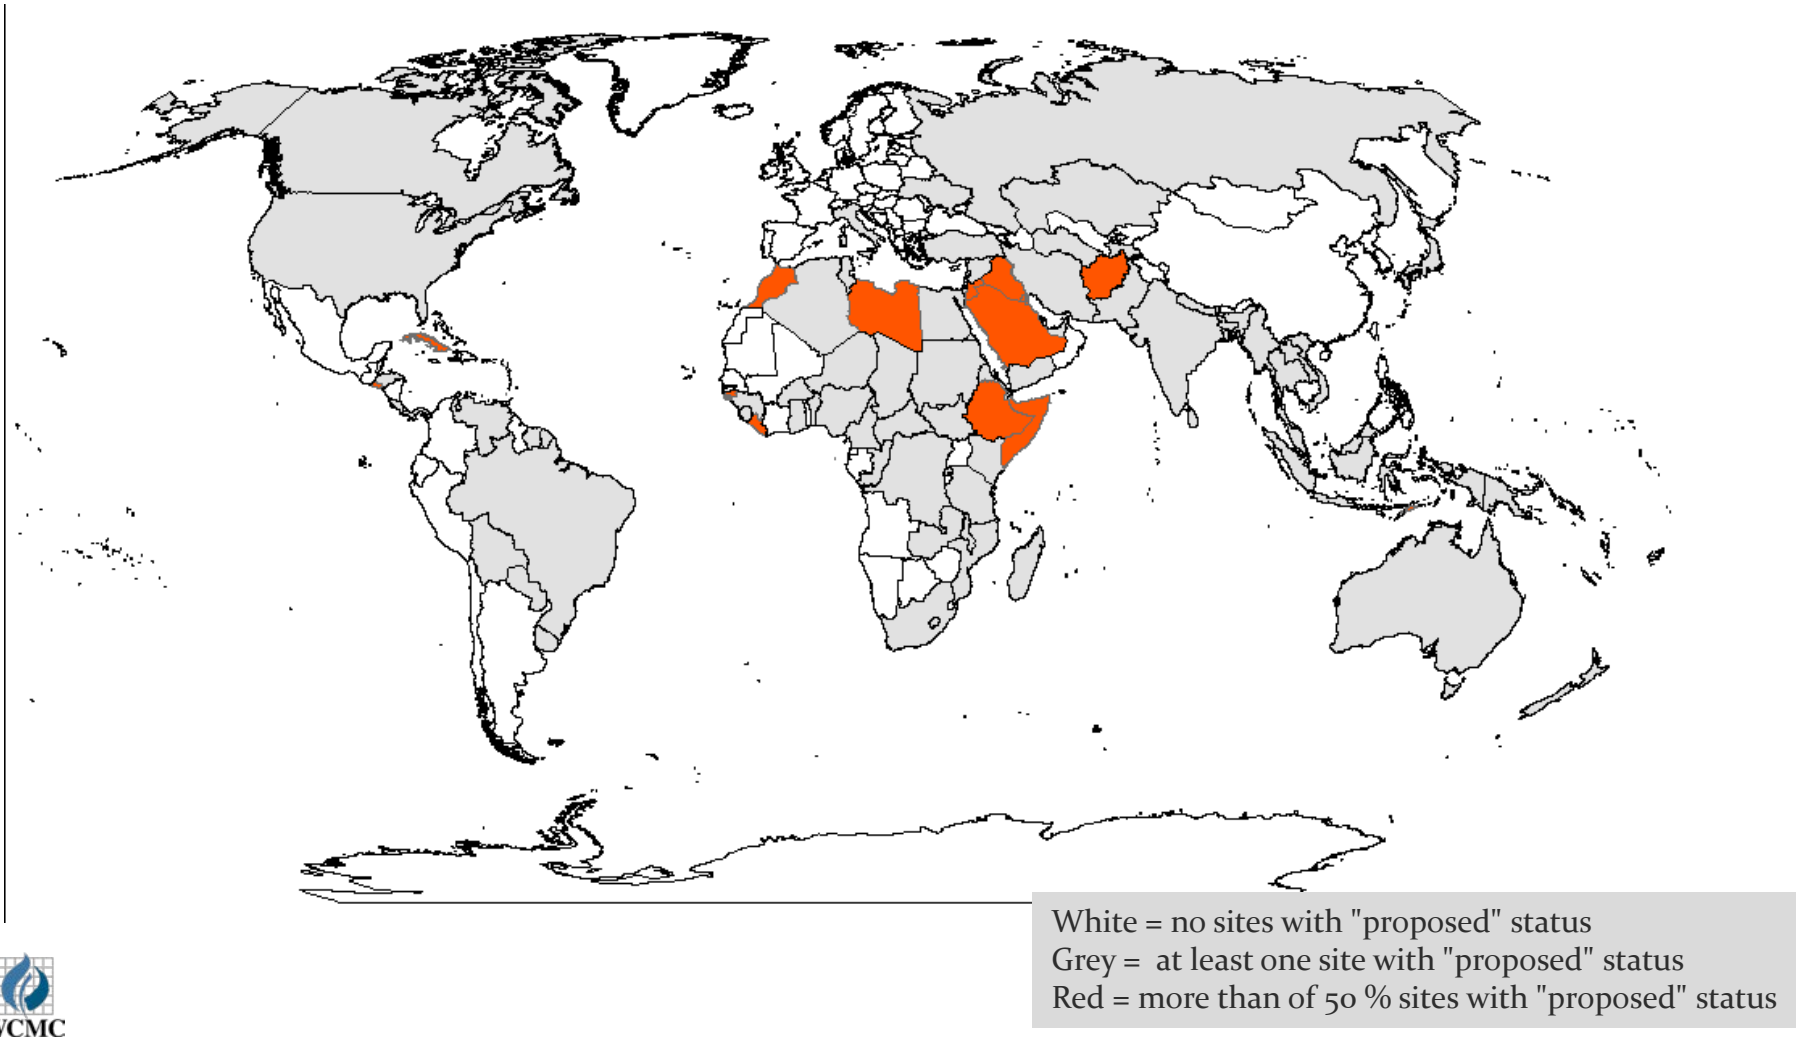 White = no sites with "proposed" status
Grey = at least one site with "proposed" status
Red = more than of 50 % sites with "proposed" status
WCMC